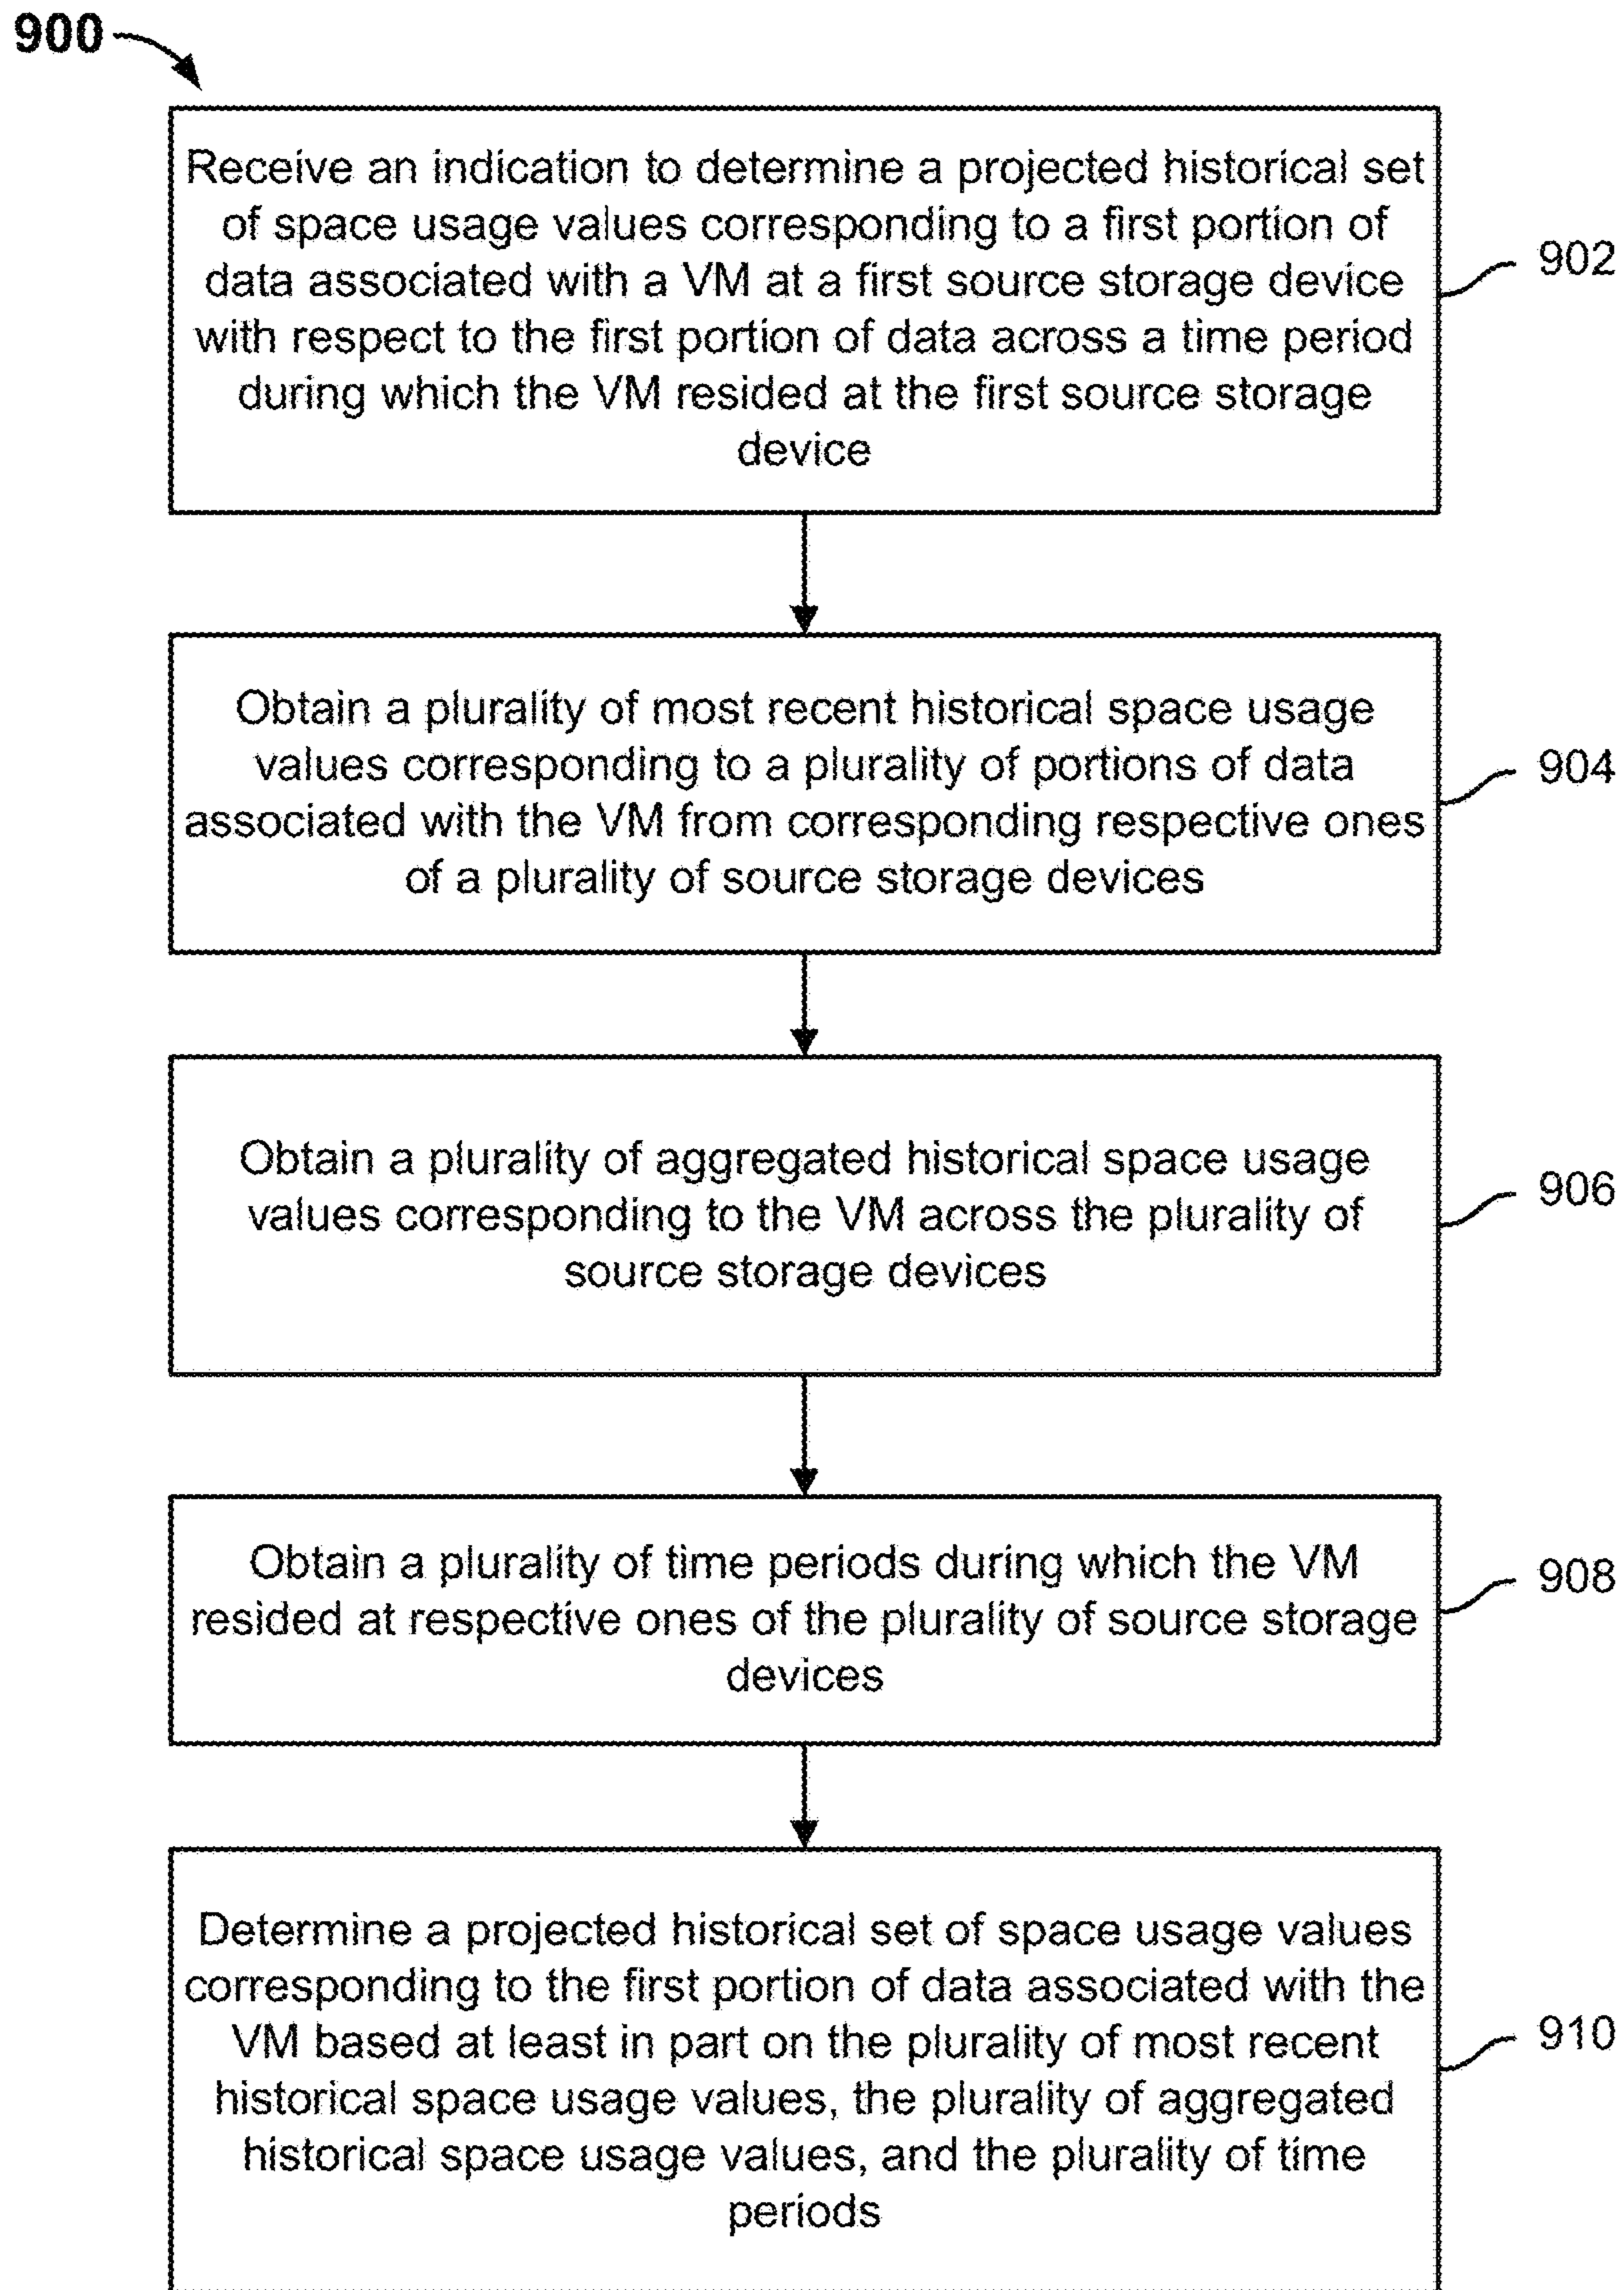 900
Receive an indication to determine a projected historical set
of space usage values corresponding to a first portion of
data associated with a VM at a first source storage device
with respect to the first portion of data across a time period
during which the VM resided at the first source storage
device
902
Obtain a plurality of most recent historical space usage
values corresponding to a plurality of portions of data
associated with the VM from corresponding respective ones
of a plurality of source storage devices
904
Obtain a plurality of aggregated historical space usage
values corresponding to the VM across the plurality of
source storage devices
906
Obtain a plurality of time periods during which the VM
resided at respective ones of the plurality of source storage
devices
908
Determine a projected historical set of space usage values
corresponding to the first portion of data associated with the
VM based at least in part on the plurality of most recent
historical space usage values, the plurality of aggregated
historical space usage values, and the plurality of time
periods
910